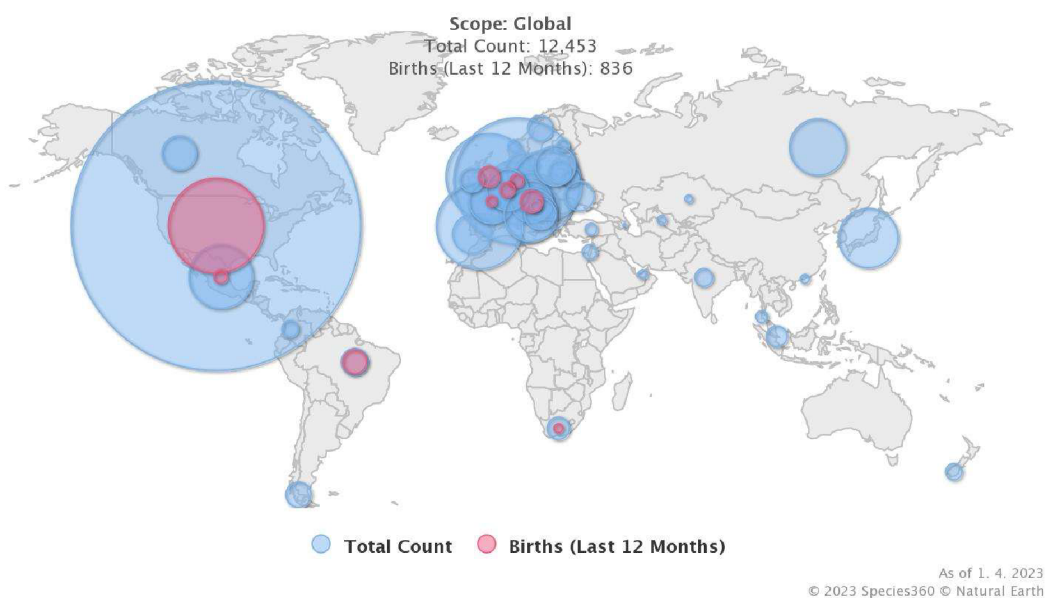 Scope: Global
Total Count: 12,453
Births (Last 12 Months): 836
Total Count
Births (Last 12 Months)
As of 1. 4. 2023
© 2023 Species360 © Natural Earth